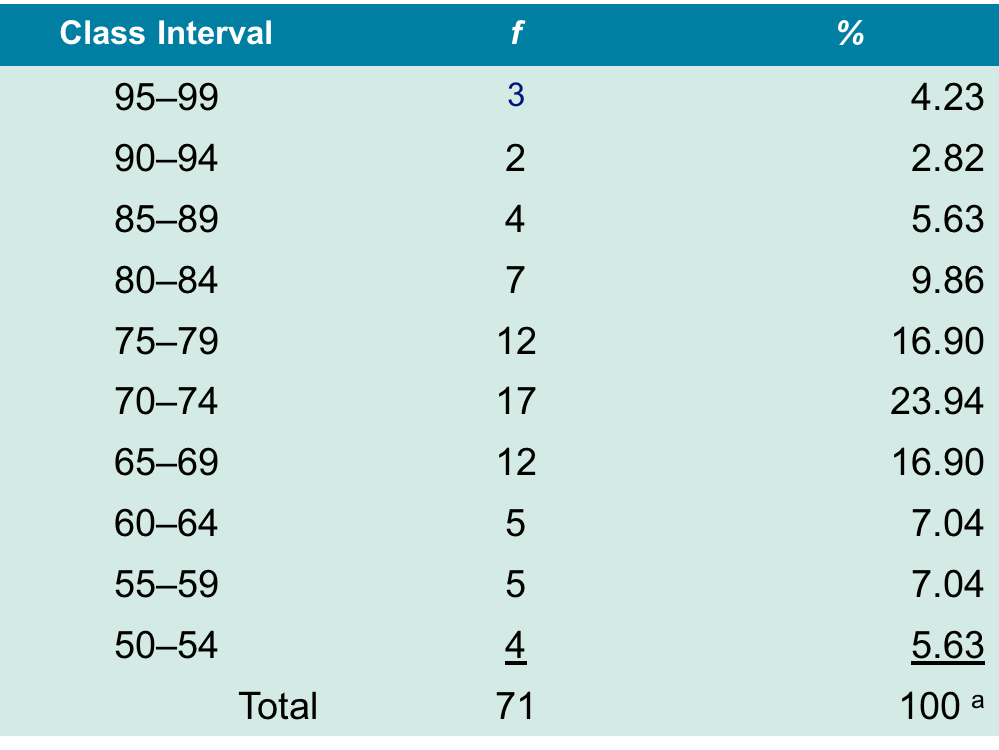 Class Interval f %
95–99 3 4.23
90–94 2 2.82
85–89 4 5.63
80–84 7 9.86
75–79 12 16.90
70–74 17 23.94
65–69 12 16.90
60–64 5 7.04
55–59 5 7.04
50–54 4 5.63
Total 71 100 a